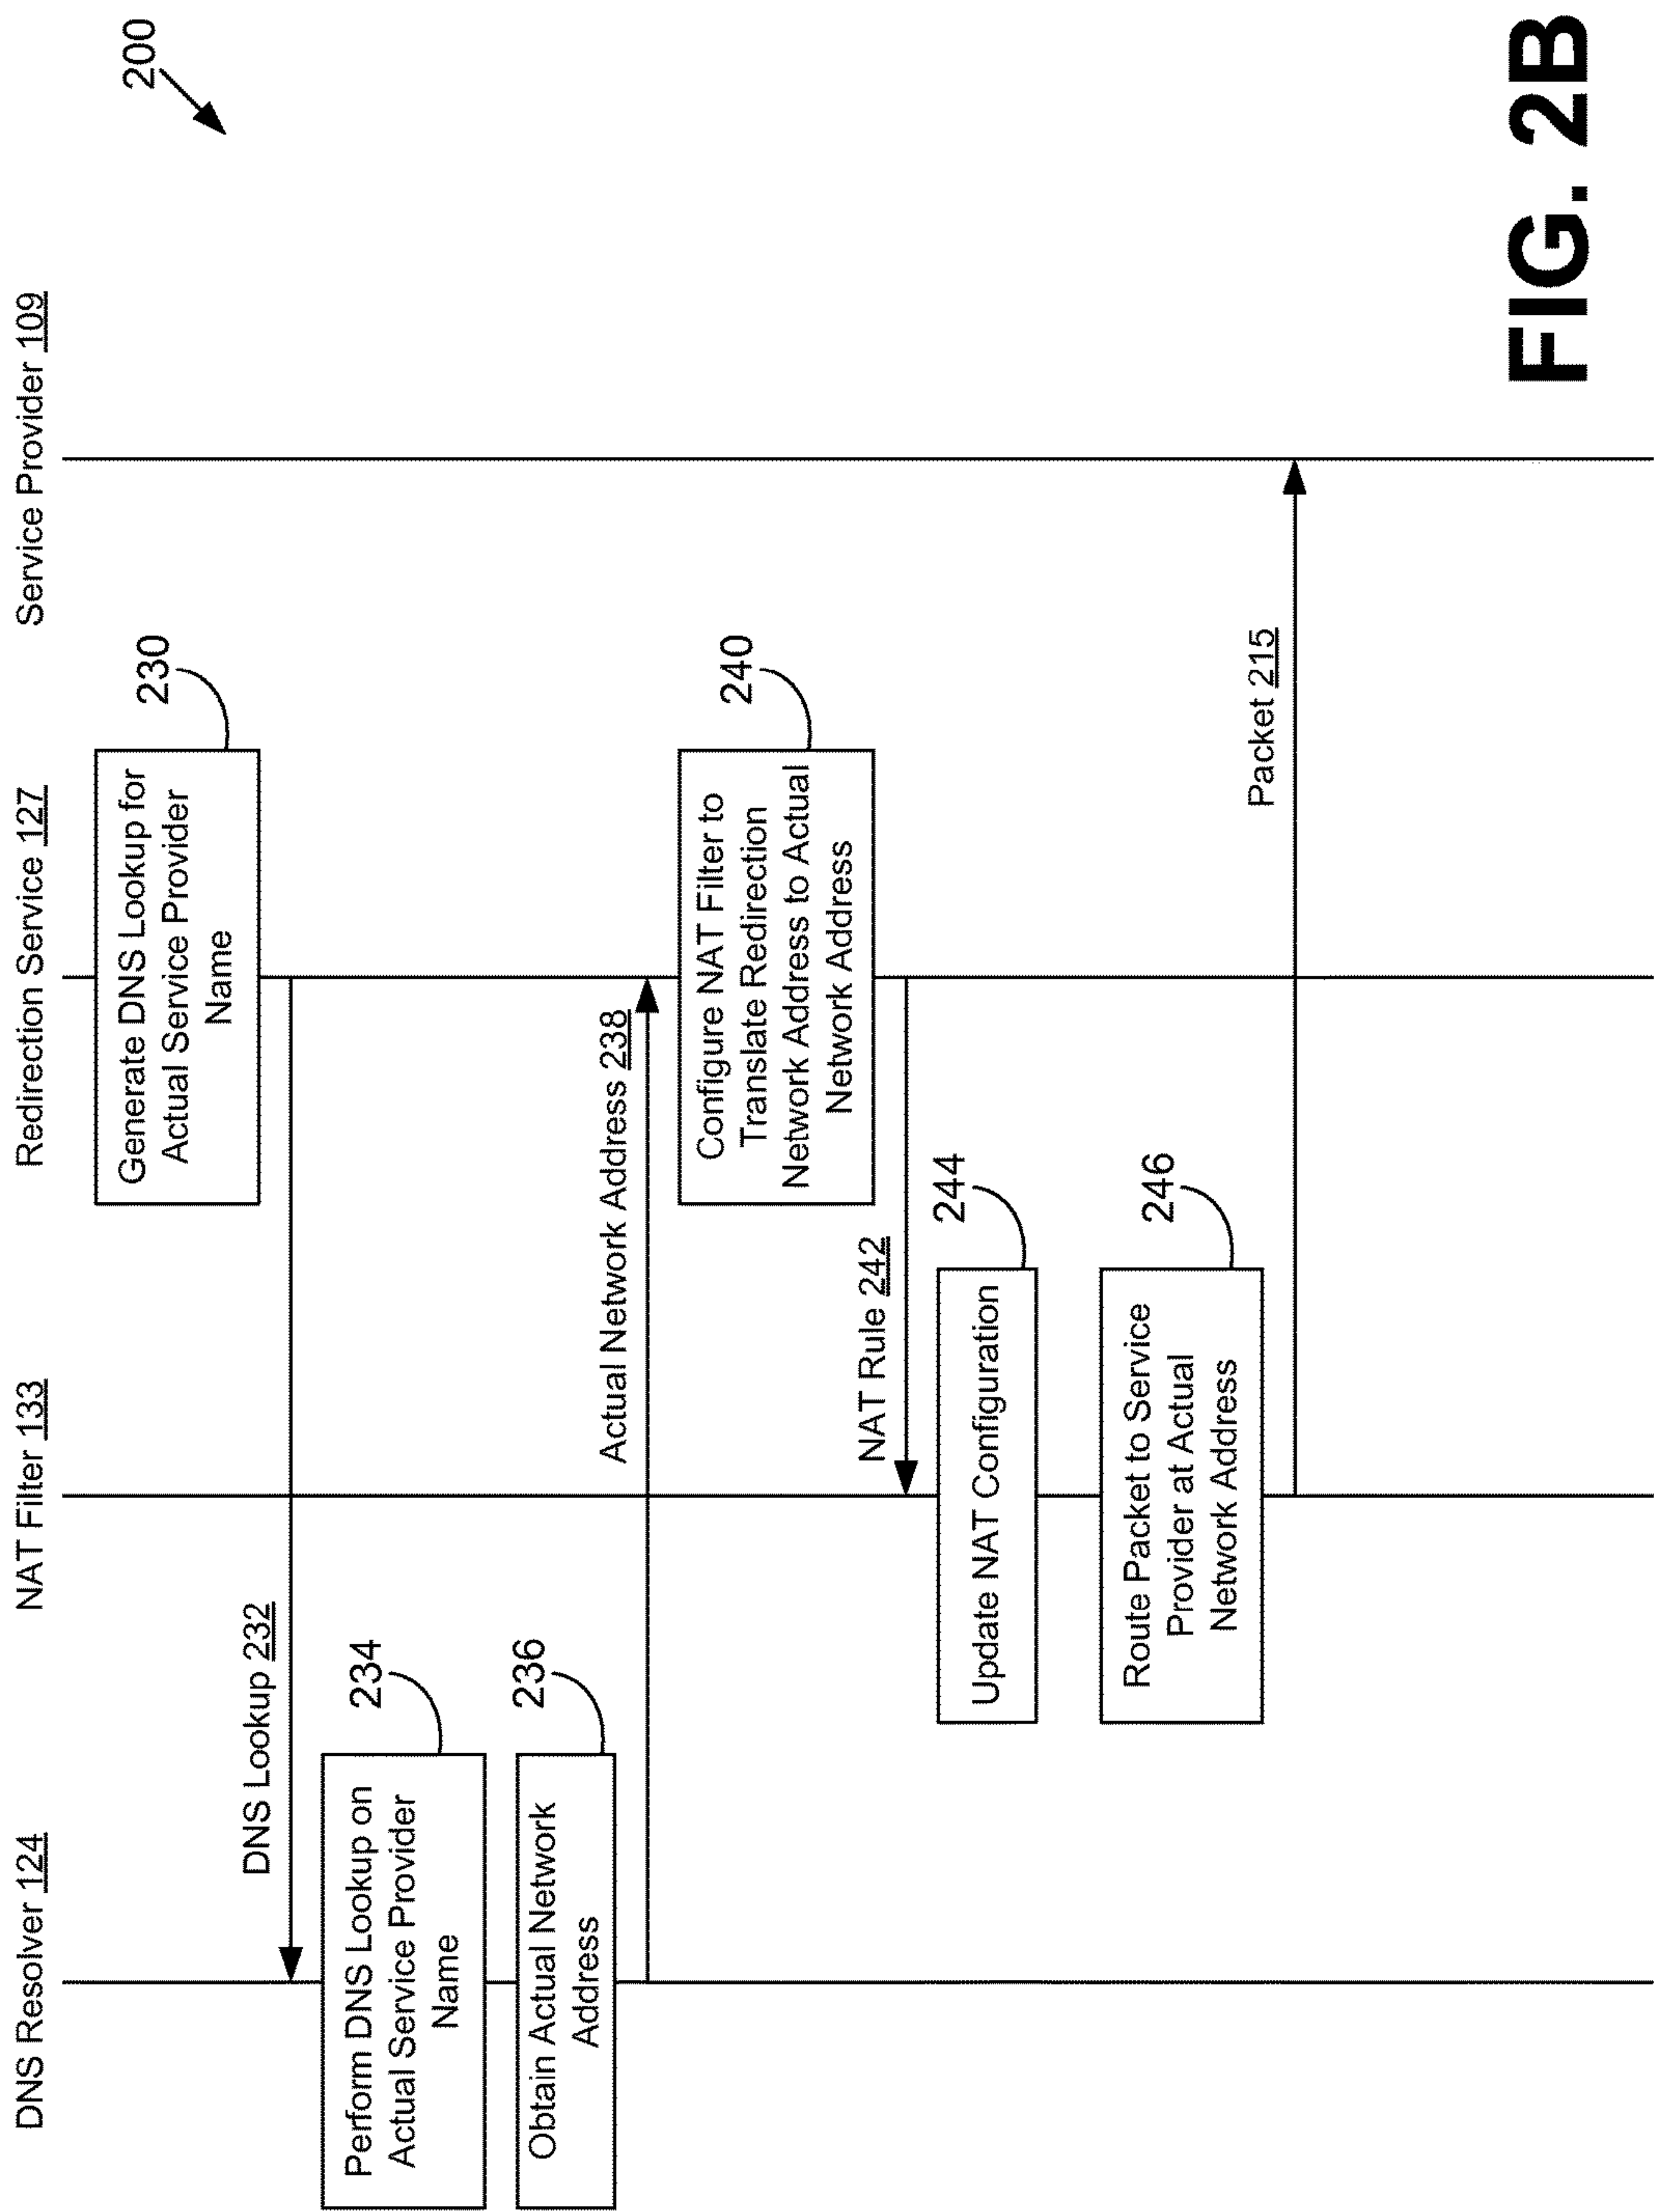 200
DNS Resolver 124
NAT Filter 133
Redirection Service 127
Service Provider 109
Generate DNS Lookup for
Actual Service Provider
Name
230
DNS Lookup 232
Perform DNS Lookup on
Actual Service Provider
Name
234
Obtain Actual Network
Address
236
Actual Network Address 238
Configure NAT Filter to
Translate Redirection
Network Address to Actual
Network Address
240
NAT Rule 242
Update NAT Configuration
244
Route Packet to Service
Provider at Actual
Network Address
246
Packet 215
FIG. 2B